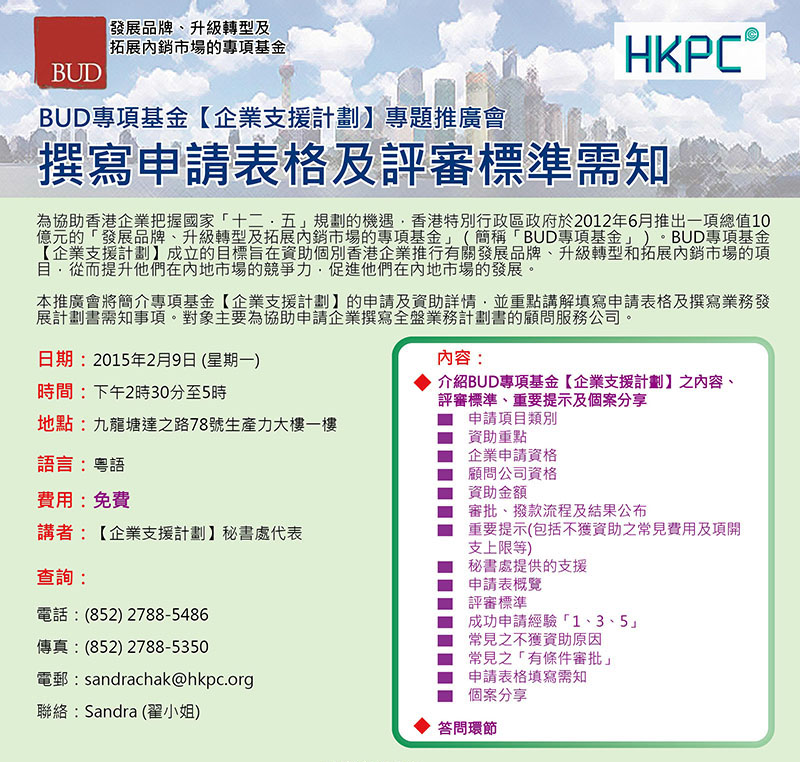 發展品牌、升級轉型及
拓展內銷市場的專項基金
BUD
HKPC
BUD專項基金【企業支援計劃】專題推廣會
撰寫申請表格及評審標準需知
為協助香港企業把握國家「十二．五」規劃的機遇，香港特別行政區政府於2012年6月推出一項總值10
億元的「發展品牌、升級轉型及拓展內銷市場的專項基金」（簡稱「BUD專項基金」）。BUD專項基金
【企業支援計劃】成立的目標旨在資助個別香港企業推行有關發展品牌、升級轉型和拓展內銷市場的項
目，從而提升他們在內地市場的競爭力，促進他們在內地市場的發展。
本推廣會將簡介專項基金【企業支援計劃】的申請及資助詳情，並重點講解填寫申請表格及撰寫業務發
展計劃書需知事項。對象主要為協助申請企業撰寫全盤業務計劃書的顧問服務公司。
日期：2015年2月9日 (星期一)
時間：下午2時30分至5時
地點：九龍塘達之路78號生產力大樓一樓
語言：粵語
費用：免費
講者：【企業支援計劃】秘書處代表
查詢：
電話：(852) 2788-5486
傳真：(852) 2788-5350
電郵：sandrachak@hkpc.org
聯絡：Sandra (翟小姐)
內容：
介紹BUD專項基金【企業支援計劃】之內容、
評審標準、重要提示及個案分享
申請項目類別
資助重點
企業申請資格
顧問公司資格
資助金額
審批、撥款流程及結果公布
重要提示(包括不獲資助之常見費用及項開
支上限等)
秘書處提供的支援
申請表概覽
評審標準
成功申請經驗「1、3、5」
常見之不獲資助原因
常見之「有條件審批」
申請表格填寫需知
個案分享
答問環節